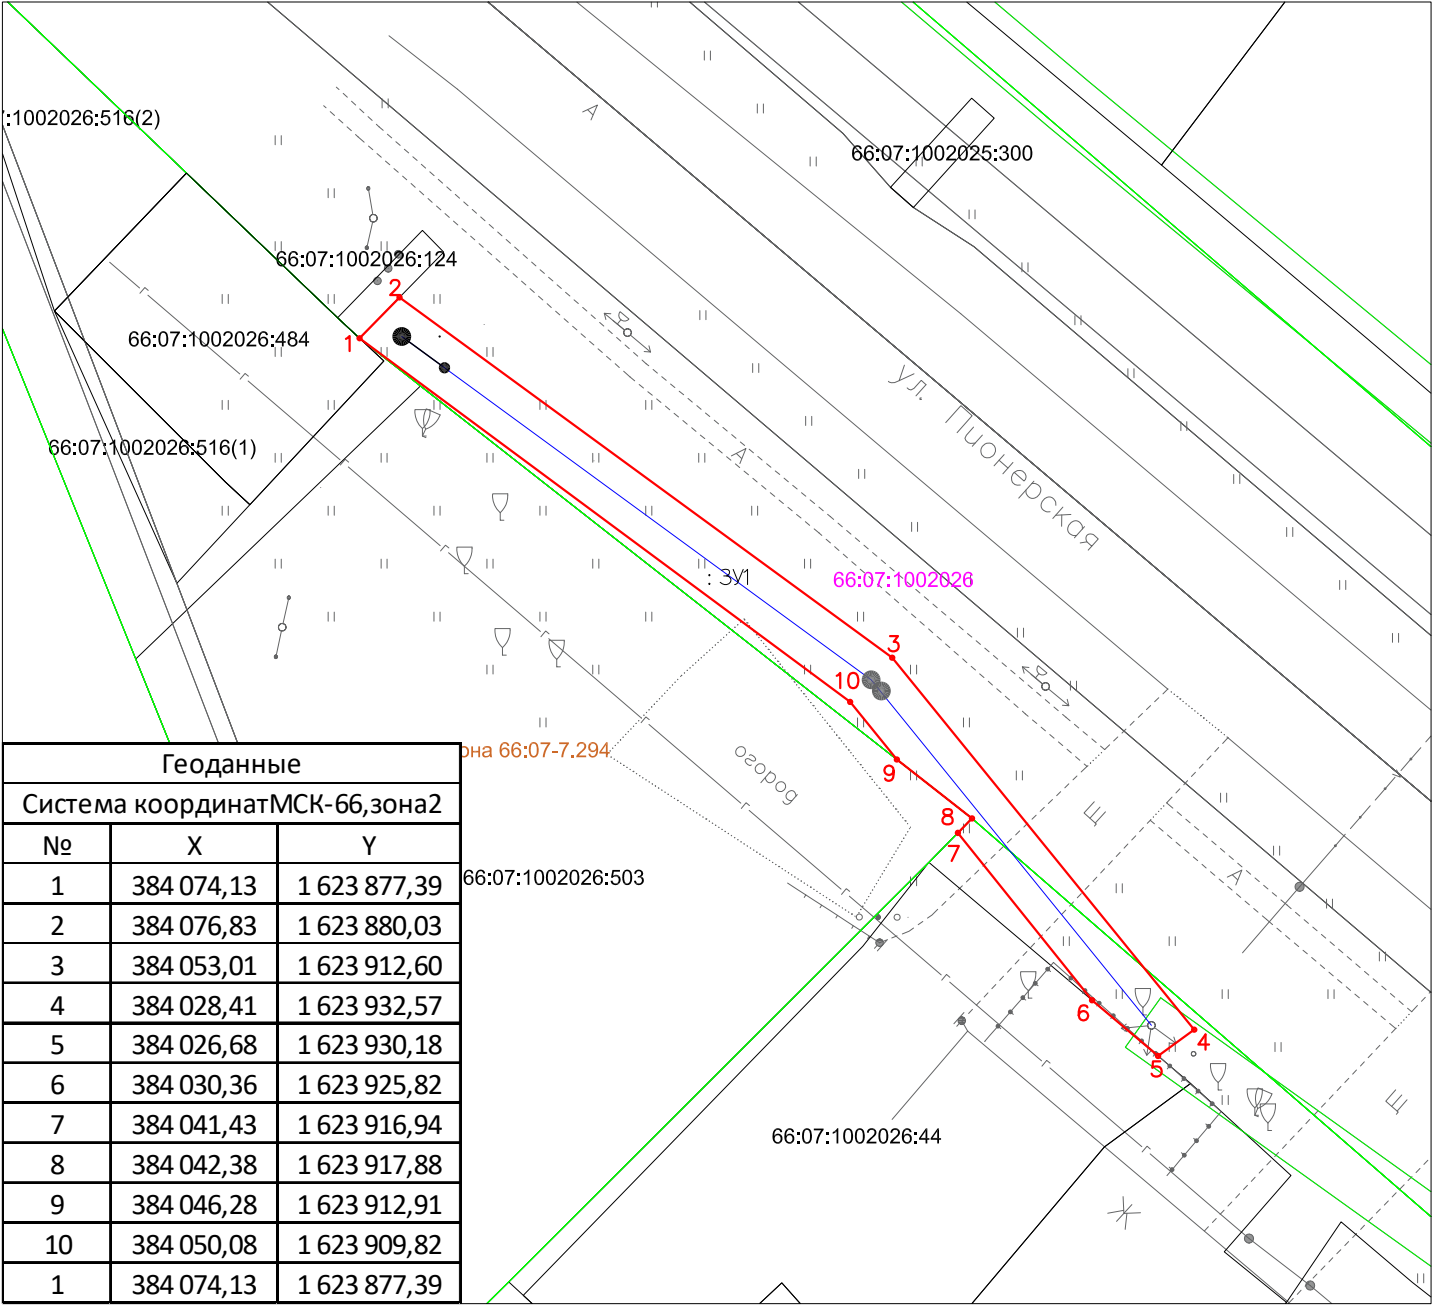 :1002026:516(2)
66:07:1002025:300
А
66:07:1002026:124
2
66:07:1002026:484
1
ул. Пионерская
66:07:1002026:516(1)
А
: ЗУ1
66:07:1002026
3
10
она 66:07-7.294
огород
9
8
7
Щ
А
66:07:1002026:503
6
4
5
Щ
66:07:1002026:44
Ж
Геоданные
Система координатМСК-66,зона2
№ X Y
1 384 074,13 1 623 877,39
2 384 076,83 1 623 880,03
3 384 053,01 1 623 912,60
4 384 028,41 1 623 932,57
5 384 026,68 1 623 930,18
6 384 030,36 1 623 925,82
7 384 041,43 1 623 916,94
8 384 042,38 1 623 917,88
9 384 046,28 1 623 912,91
10 384 050,08 1 623 909,82
1 384 074,13 1 623 877,39